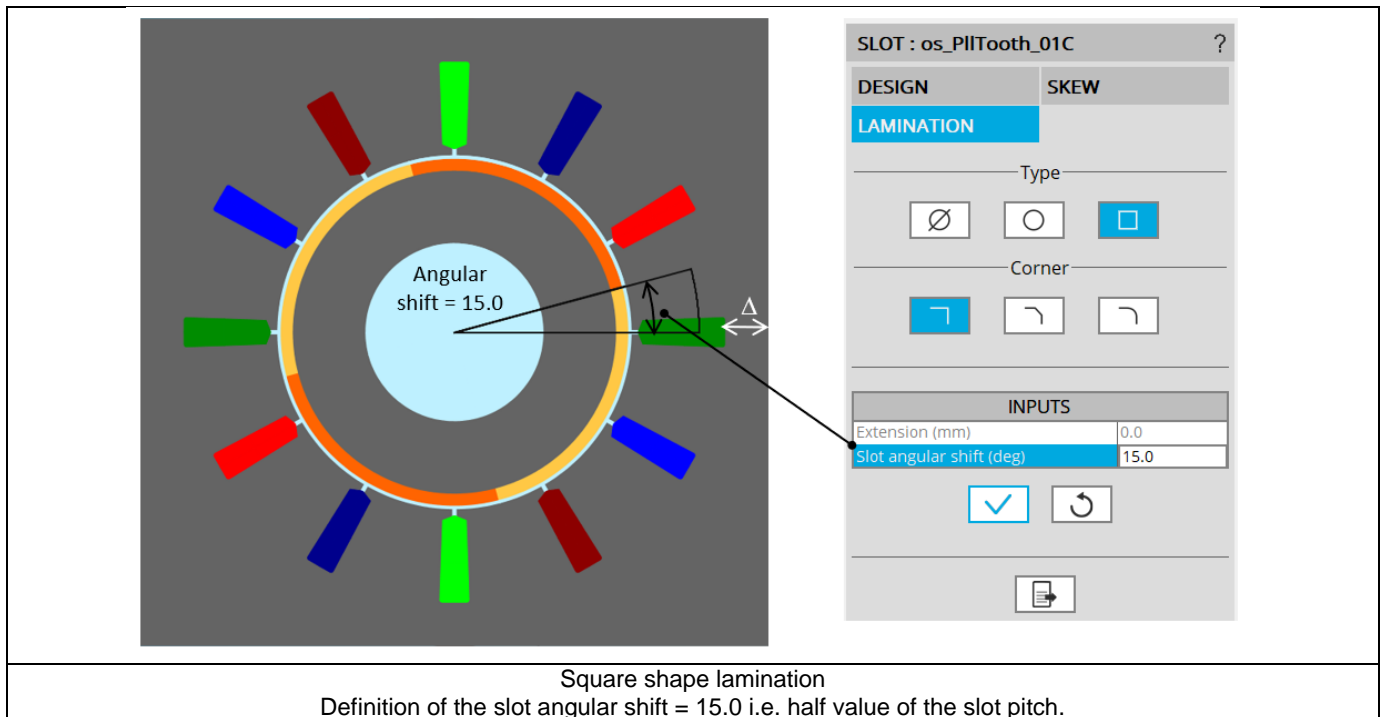 SLOT : os_PllTooth_01C ?
DESIGN SKEW
LAMINATION
Type
Corner
Angular
shift = 15.0
Δ
INPUTS
Extension (mm) 0.0
Slot angular shift (deg) 15.0
Square shape lamination
Definition of the slot angular shift = 15.0 i.e. half value of the slot pitch.